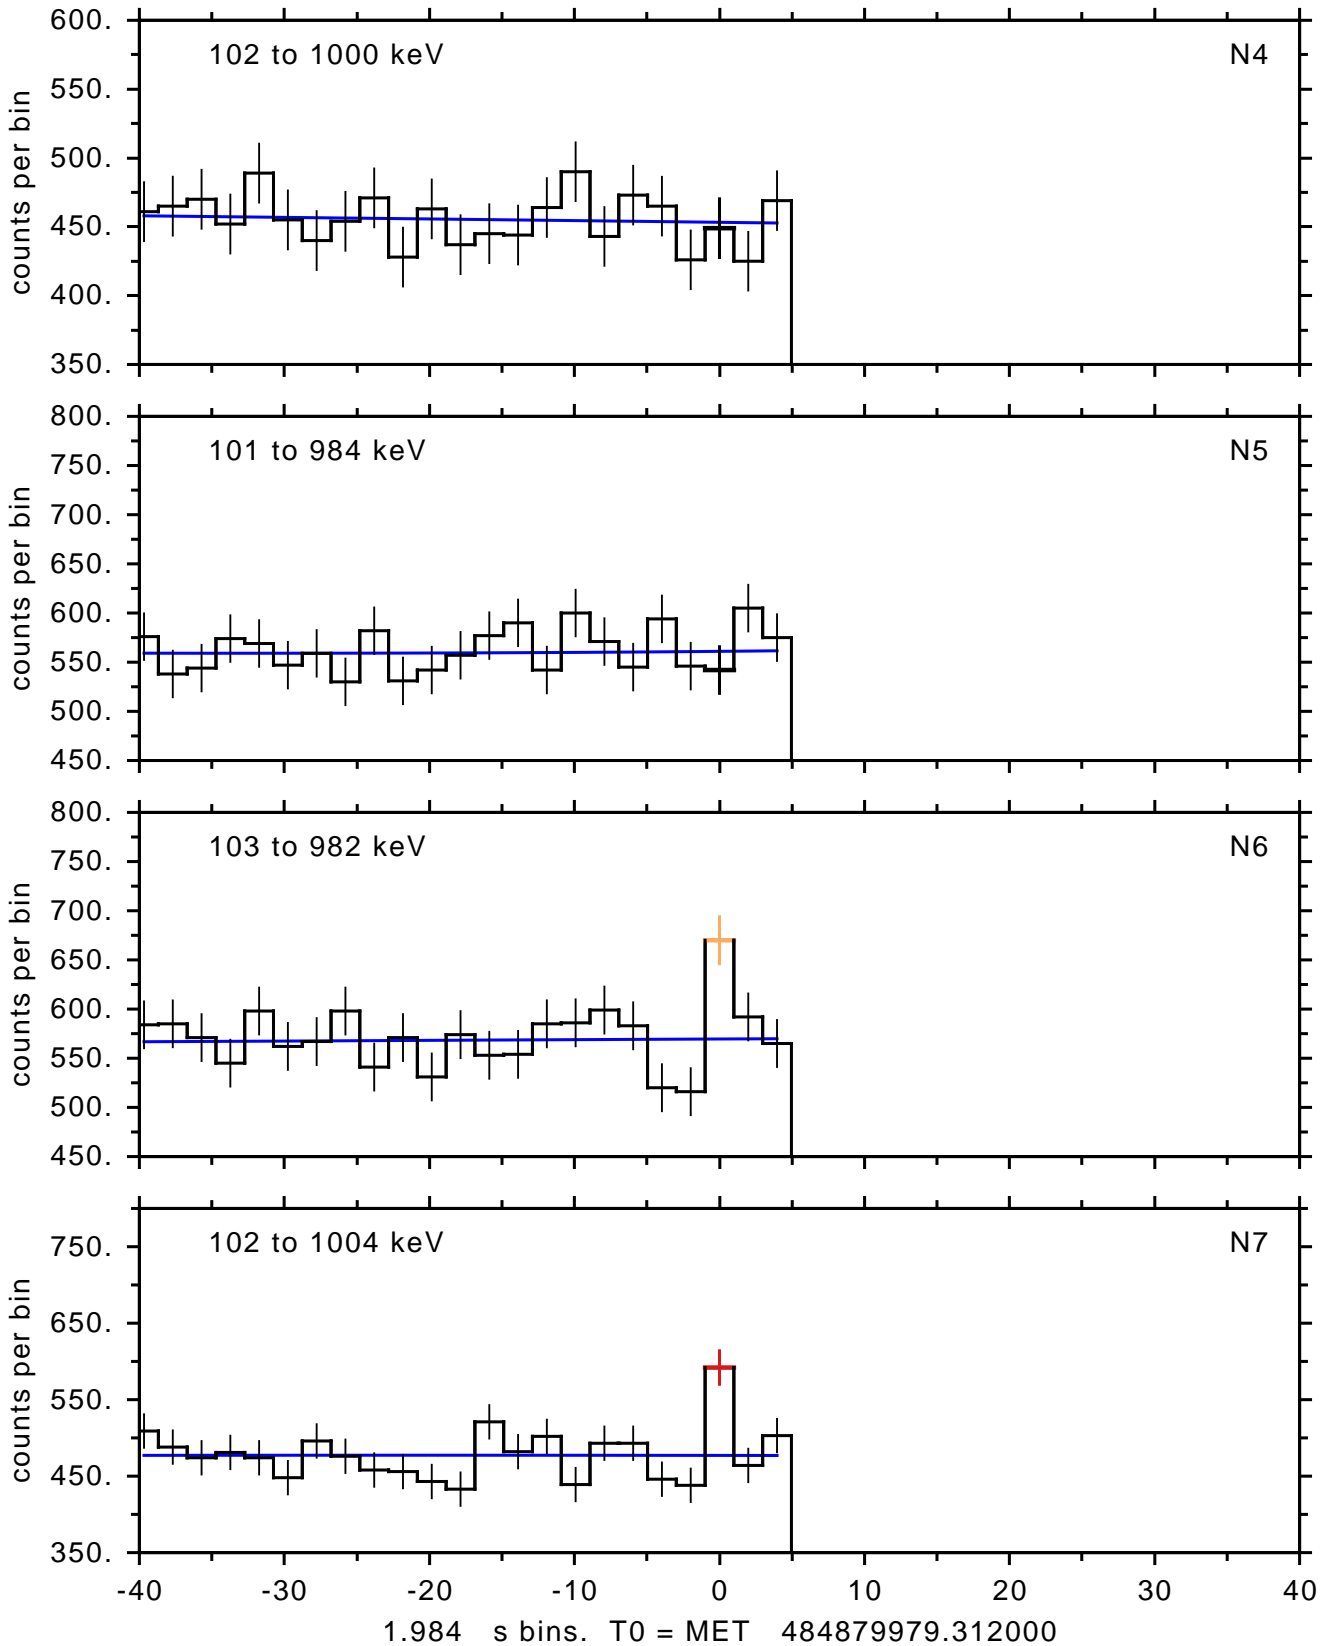 600.
102 to 1000 keV N4
550.
500.
450.
400.
350.
counts per bin
800.
101 to 984 keV N5
750.
700.
650.
600.
550.
500.
450.
counts per bin
800.
103 to 982 keV N6
750.
700.
650.
600.
550.
500.
450.
counts per bin
102 to 1004 keV N7
750.
650.
550.
450.
350.
counts per bin
-40 -30 -20 -10 0 10 20 30 40
1.984 s bins. T0 = MET 484879979.312000